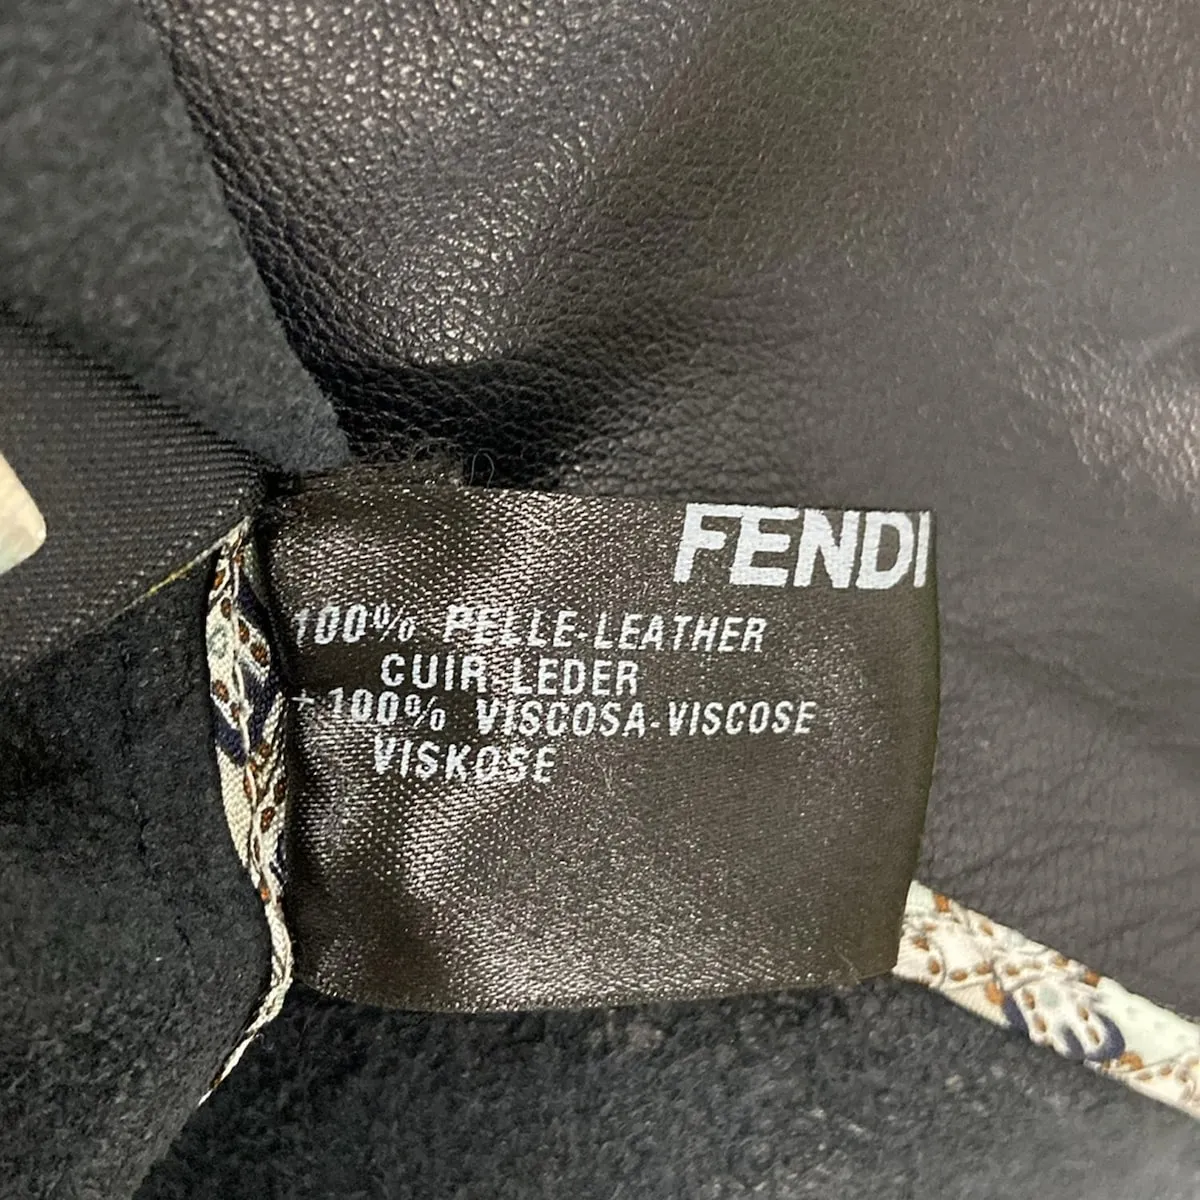 FENDI
100% PELLE-LEATHER
CUIR LEDER
+ 100% VISCOSA-VISCOSE
VISKOSE